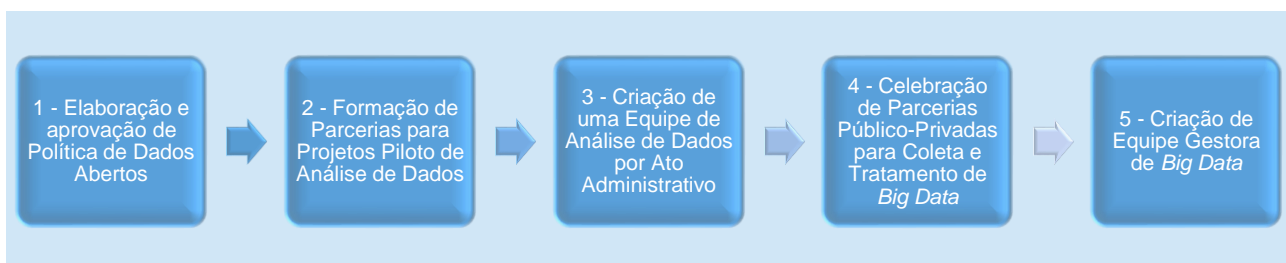 1 - Elaboração e
aprovação de
Política de Dados
Abertos
2 - Formação de
Parcerias para
Projetos Piloto de
Análise de Dados
3 - Criação de
uma Equipe de
Análise de Dados
por Ato
Administrativo
4 - Celebração
de Parcerias
Público-Privadas
para Coleta e
Tratamento de
Big Data
5 - Criação de
Equipe Gestora
de Big Data